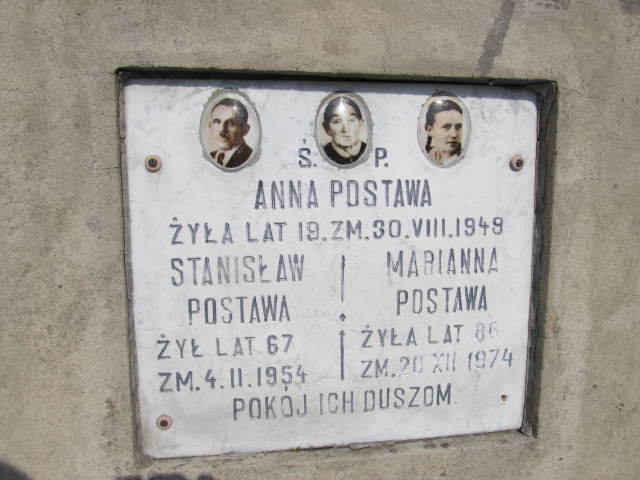 Ś. P.
ANNA POSTAWA
ŻYŁA LAT 19. ZM. 30. VIII. 1949
STANISŁAW
POSTAWA
ŻYŁ LAT 67
ZM. 4. II. 1954
MARIANNA
POSTAWA
ŻYŁA LAT 86
ZM. 20 XII 1974
POKÓJ ICH DUSZOM.